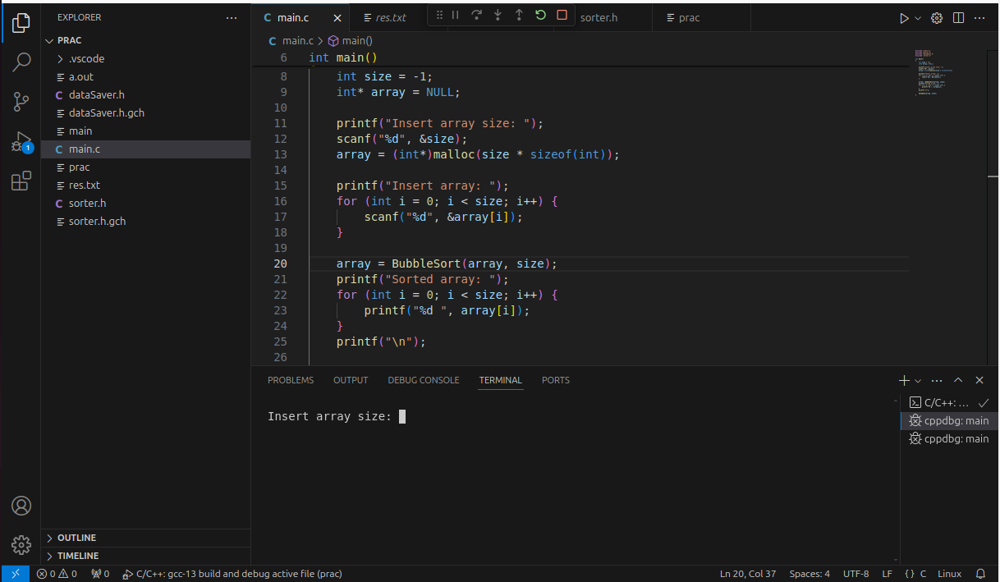 EXPLORER
PRAC
.vscode
a.out
C dataSaver.h
dataSaver.h.gch
main
C main.c
prac
res.txt
C sorter.h
sorter.h.gch
OUTLINE
TIMELINE
C main.c
res.txt
sorter.h
prac
C main.c > main()
6 int main()
8 int size = -1;
9 int* array = NULL;
10
11 printf("Insert array size: ");
12 scanf("%d", &size);
13 array = (int*)malloc(size * sizeof(int));
14
15 printf("Insert array: ");
16 for (int i = 0; i < size; i++) {
17 scanf("%d", &array[i]);
18 }
19
20 array = BubbleSort(array, size);
21 printf("Sorted array: ");
22 for (int i = 0; i < size; i++) {
23 printf("%d ", array[i]);
24 }
25 printf("\n");
26
PROBLEMS OUTPUT DEBUG CONSOLE TERMINAL PORTS
Insert array size:
C/C++: ...
cppdbg: main
cppdbg: main
1
0 0 0 C/C++: gcc-13 build and debug active file (prac) Ln 20, Col 37 Spaces: 4 UTF-8 LF {} C Linux